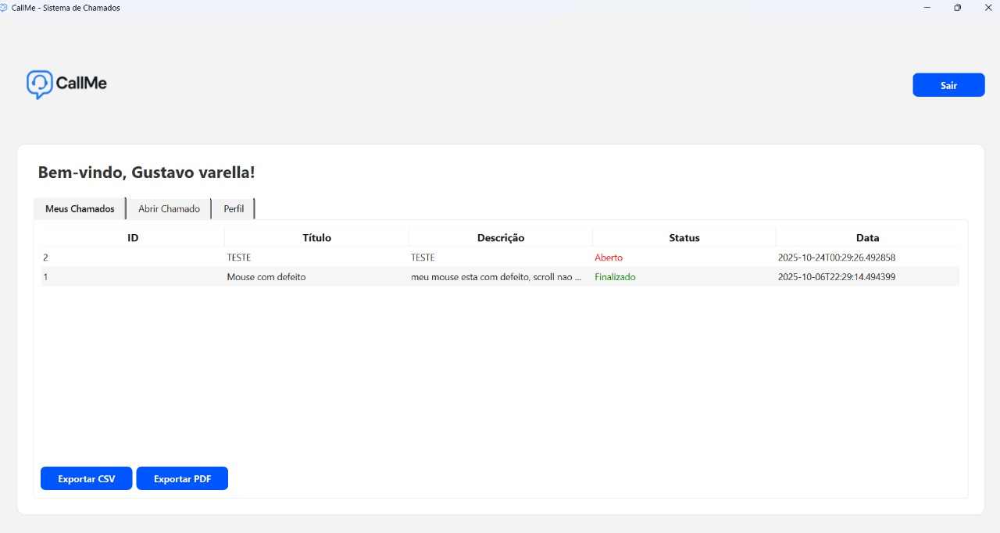 CallMe - Sistema de Chamados
CallMe
Sair
Bem-vindo, Gustavo varella!
Meus Chamados Abrir Chamado Perfil
ID Título Descrição Status Data
2 TESTE TESTE Aberto 2025-10-24T00:29:26.492858
1 Mouse com defeito meu mouse esta com defeito, scroll nao ... Finalizado 2025-10-06T22:29:14.494399
Exportar CSV Exportar PDF